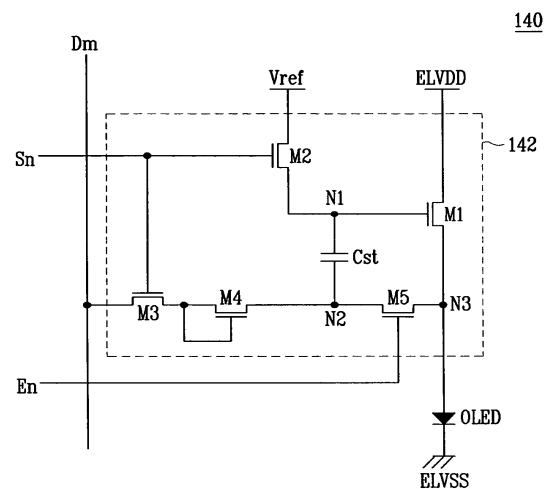 140
Dm
Vref
ELVDD
142
Sn
M2
N1
M1
Cst
M3
M4
N2
M5
N3
En
OLED
ELVSS